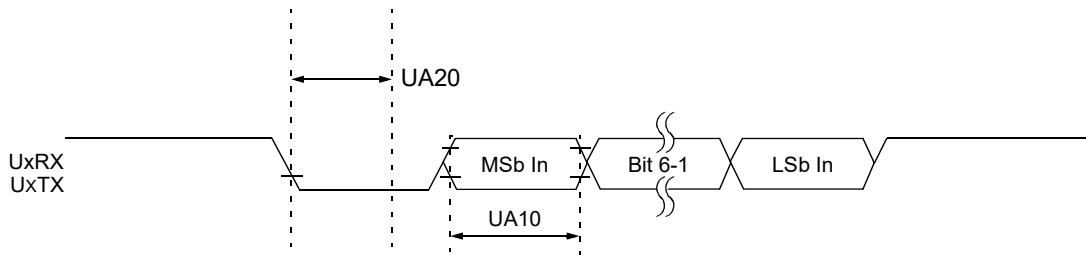 UA20
UxRX
UxTX
MSb In
Bit 6-1
LSb In
UA10